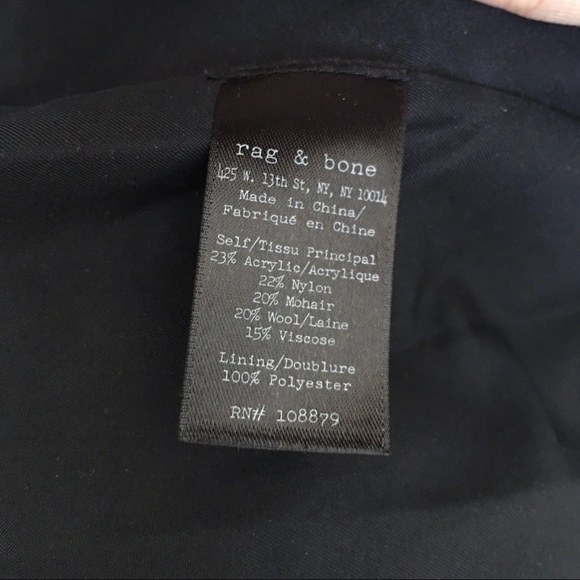 rag & bone
425 W. 13th St, NY, NY 10014
Made in China/
Fabriqué en Chine
Self/Tissu Principal
23% Acrylic/Acrylique
22% Nylon
20% Mohair
20% Wool/Laine
15% Viscose
Lining/Doublure
100% Polyester
RN# 108879